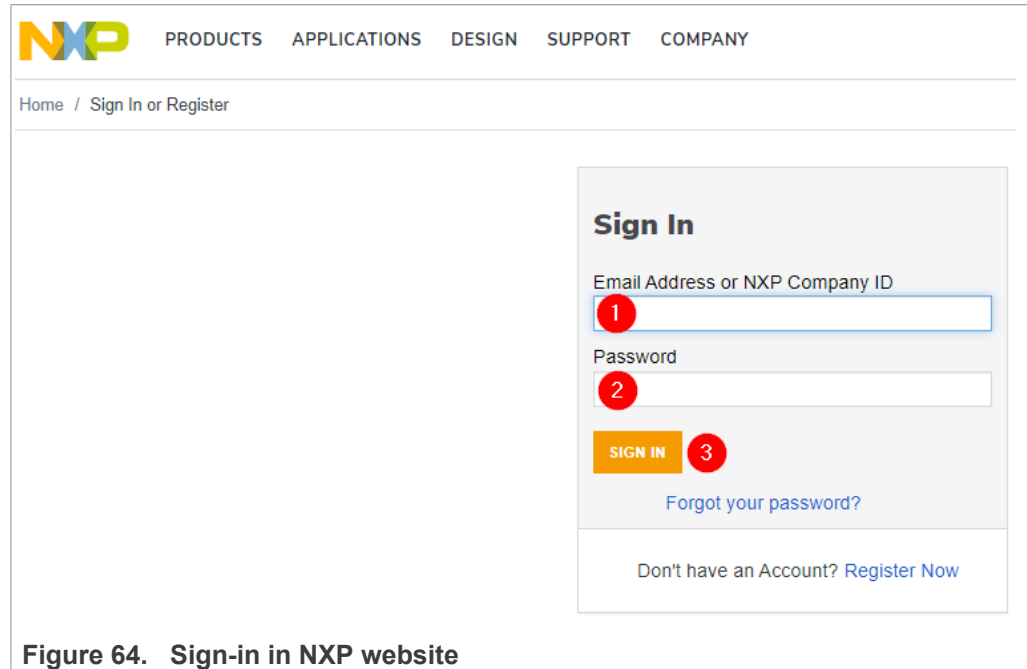 NXP PRODUCTS APPLICATIONS DESIGN SUPPORT COMPANY
Home / Sign In or Register
Sign In
Email Address or NXP Company ID
1
Password
2
SIGN IN 3
Forgot your password?
Don't have an Account? Register Now
Figure 64. Sign-in in NXP website